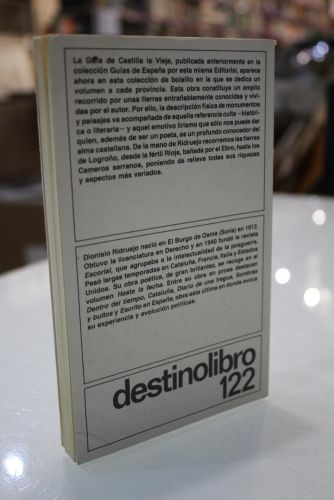 La Guía de Castilla la Vieja, publicada anteriormente en la
colección Guías de España por esta misma Editorial, aparece
ahora en esta colección de bolsillo en la que se dedica un
volumen a cada provincia. Esta obra constituye un amplio
recorrido por unas tierras entrañablemente conocidas y vivi-
das por el autor. Por ello, la descripción física de monumentos
y paisajes va acompañada de aquella referencia culta —históri-
ca o literaria— y aquel emotivo lirismo que sólo nos puede dar
quien, además de ser un poeta, es un profundo conocedor del
alma castellana. De la mano de Ridruejo recorremos las tierras
de Logroño, desde la fértil Rioja, bañada por el Ebro, hasta los
Cameros serranos, poniendo de relieve todas sus riquezas
y aspectos más variados.
Dionisio Ridruejo nació en El Burgo de Osma (Soria) en 1912.
Obtuvo la licenciatura en Derecho y en 1940 fundó la revista
Escorial, que agrupaba a la intelectualidad de la posguerra.
Pasó largas temporadas en Cataluña, Francia, Italia y Estados
Unidos. Su obra poética, de gran brillantez, se recoge en el
volumen Hasta la fecha. Entre su obra en prosa destacan
Dentro del tiempo, Cataluña, Diario de una tregua, Sombras
y bultos y Escrito en España, obra esta última en donde evoca
su experiencia y evolución políticas.
destinolibro
122